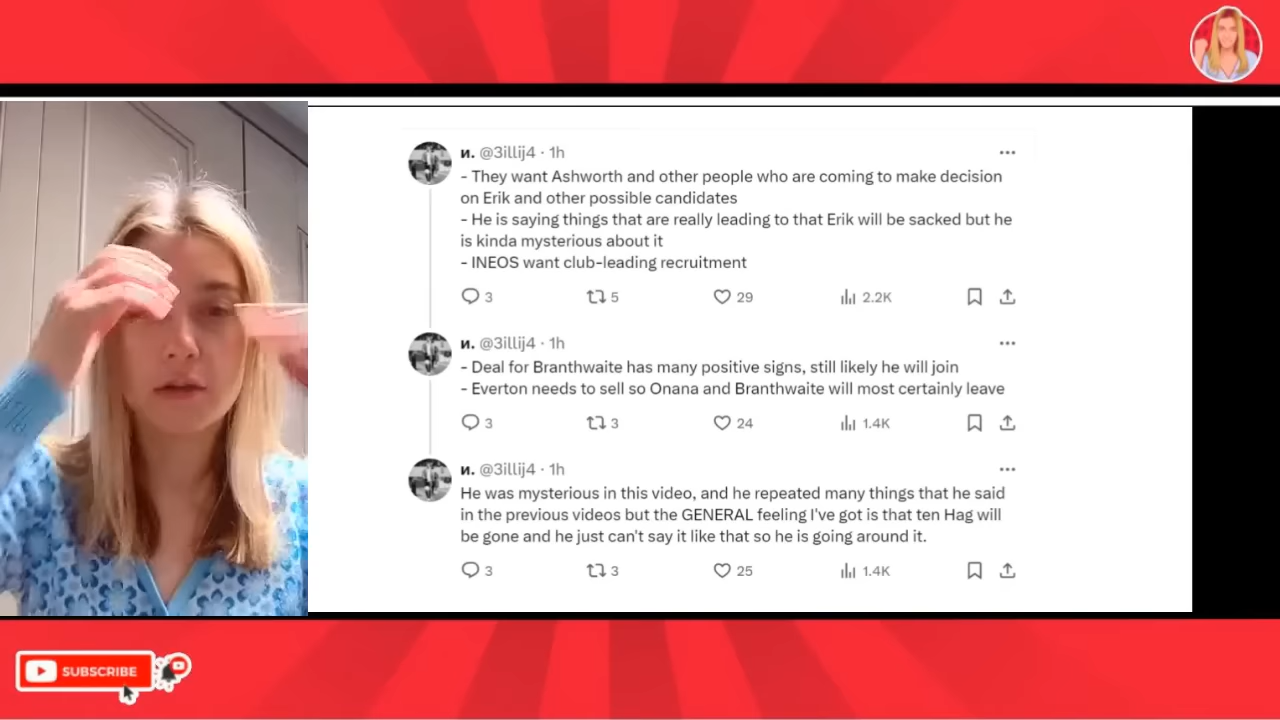 и. @3illij4 · 1h
- They want Ashworth and other people who are coming to make decision
on Erik and other possible candidates
- He is saying things that are really leading to that Erik will be sacked but he
is kinda mysterious about it
- INEOS want club-leading recruitment
3 5 29 2.2K
и. @3illij4 · 1h
- Deal for Branthwaite has many positive signs, still likely he will join
- Everton needs to sell so Onana and Branthwaite will most certainly leave
3 3 24 1.4K
и. @3illij4 · 1h
He was mysterious in this video, and he repeated many things that he said
in the previous videos but the GENERAL feeling I've got is that ten Hag will
be gone and he just can't say it like that so he is going around it.
3 3 25 1.4K
SUBSCRIBE